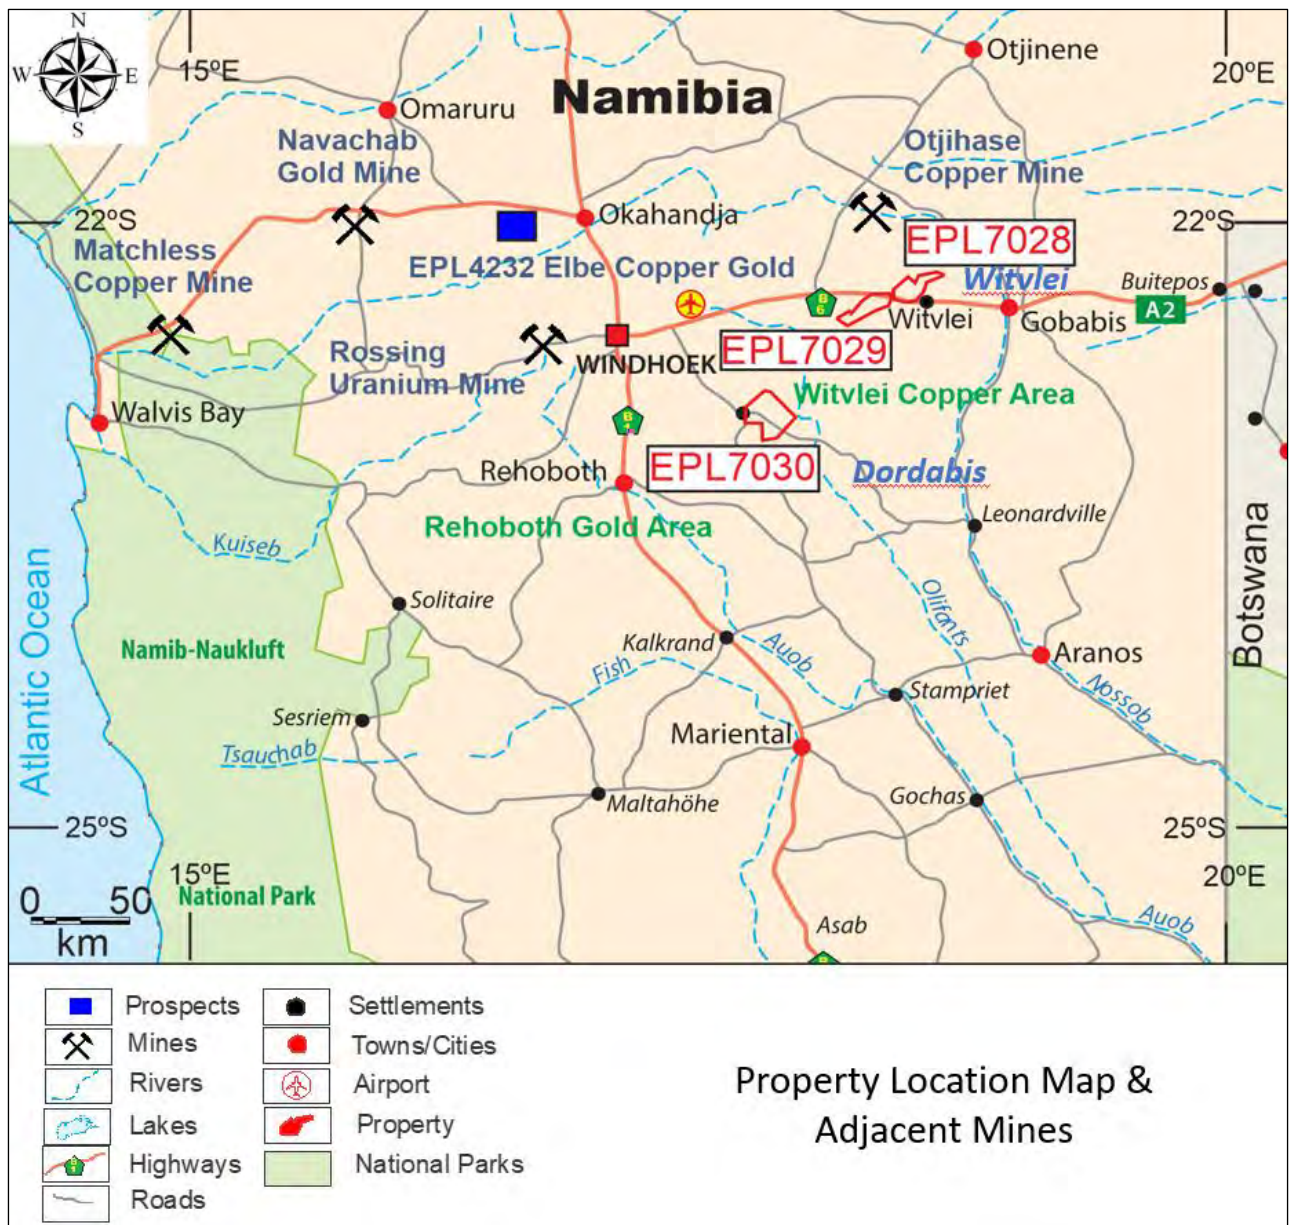 N
W E
S
15ºE
Otjinene
20ºE
Omaruru
Namibia
Navachab
Gold Mine
Otjihase
Copper Mine
Okahandja
22ºS
22ºS
Matchless
Copper Mine
EPL7028
EPL4232 Elbe Copper Gold
Witvlei
Buitepos
B
6
Witvlei
Gobabis
A2
WINDHOEK
EPL7029
Rossing
Uranium Mine
Witvlei Copper Area
Walvis Bay
B
1
Rehoboth
EPL7030
Dordabis
Leonardville
Rehoboth Gold Area
Kuiseb
Botswana
Atlantic Ocean
Solitaire
Olifants
Kalkrand
Auob
Namib-Naukluft
Aranos
Fish
Stampriet
Nossob
Sesriem
Mariental
Tsauchab
Gochas
Maltahöhe
25ºS
25ºS
15ºE
20ºE
National Park
0 50
km
Asab
Auob
Prospects
Settlements
Mines
Towns/Cities
Rivers
Airport
Lakes
Property
Highways
National Parks
Roads
Property Location Map &
Adjacent Mines